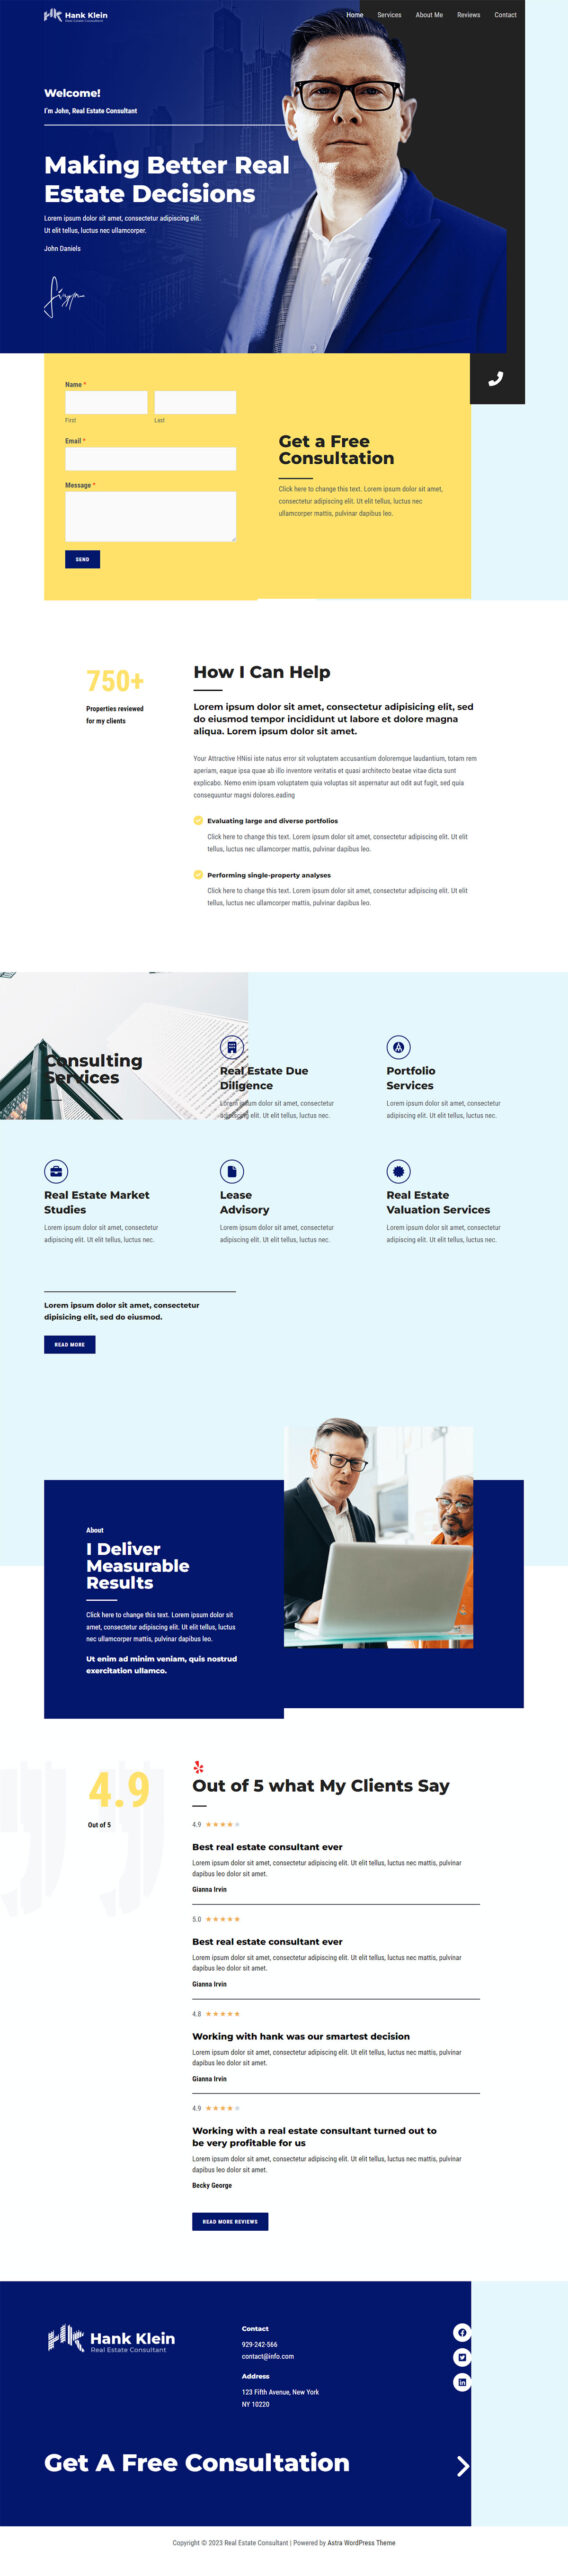 Hank Klein
Real Estate Consultant
Home Services About Me Reviews Contact
Welcome!
I'm John, Real Estate Consultant
Making Better Real
Estate Decisions
Lorem ipsum dolor sit amet, consectetur adipiscing elit.
Ut elit tellus, luctus nec ullamcorper.
John Daniels
Name *
First Last
Email *
Message *
SEND
Get a Free
Consultation
Click here to change this text. Lorem ipsum dolor sit amet,
consectetur adipiscing elit. Ut elit tellus, luctus nec
ullamcorper mattis, pulvinar dapibus leo.
750+
Properties reviewed
for my clients
How I Can Help
Lorem ipsum dolor sit amet, consectetur adipisicing elit, sed
do eiusmod tempor incididunt ut labore et dolore magna
aliqua. Lorem ipsum dolor sit amet.
Your Attractive HNisi iste natus error sit voluptatem accusantium doloremque laudantium, totam rem
aperiam, eaque ipsa quae ab illo inventore veritatis et quasi architecto beatae vitae dicta sunt
explicabo. Nemo enim ipsam voluptatem quia voluptas sit aspernatur aut odit aut fugit, sed quia
consequuntur magni dolores.eading
Evaluating large and diverse portfolios
Click here to change this text. Lorem ipsum dolor sit amet, consectetur adipiscing elit. Ut elit
tellus, luctus nec ullamcorper mattis, pulvinar dapibus leo.
Performing single-property analyses
Click here to change this text. Lorem ipsum dolor sit amet, consectetur adipiscing elit. Ut elit
tellus, luctus nec ullamcorper mattis, pulvinar dapibus leo.
Consulting
Services
Real Estate Due
Diligence
Lorem ipsum dolor sit amet, consectetur
adipiscing elit. Ut elit tellus, luctus nec.
Portfolio
Services
Lorem ipsum dolor sit amet, consectetur
adipiscing elit. Ut elit tellus, luctus nec.
Real Estate Market
Studies
Lorem ipsum dolor sit amet, consectetur
adipiscing elit. Ut elit tellus, luctus nec.
Lease
Advisory
Lorem ipsum dolor sit amet, consectetur
adipiscing elit. Ut elit tellus, luctus nec.
Real Estate
Valuation Services
Lorem ipsum dolor sit amet, consectetur
adipiscing elit. Ut elit tellus, luctus nec.
Lorem ipsum dolor sit amet, consectetur
dipisicing elit, sed do eiusmod.
READ MORE
About
I Deliver
Measurable
Results
Click here to change this text. Lorem ipsum dolor sit
amet, consectetur adipiscing elit. Ut elit tellus, luctus
nec ullamcorper mattis, pulvinar dapibus leo.
Ut enim ad minim veniam, quis nostrud
exercitation ullamco.
4.9
Out of 5
Out of 5 what My Clients Say
4.9
Best real estate consultant ever
Lorem ipsum dolor sit amet, consectetur adipiscing elit. Ut elit tellus, luctus nec mattis, pulvinar
dapibus leo dolor sit amet.
Gianna Irvin
5.0
Best real estate consultant ever
Lorem ipsum dolor sit amet, consectetur adipiscing elit. Ut elit tellus, luctus nec mattis, pulvinar
dapibus leo dolor sit amet.
Gianna Irvin
4.8
Working with hank was our smartest decision
Lorem ipsum dolor sit amet, consectetur adipiscing elit. Ut elit tellus, luctus nec mattis, pulvinar
dapibus leo dolor sit amet.
Gianna Irvin
4.9
Working with a real estate consultant turned out to
be very profitable for us
Lorem ipsum dolor sit amet, consectetur adipiscing elit. Ut elit tellus, luctus nec mattis, pulvinar
dapibus leo dolor sit amet.
Becky George
READ MORE REVIEWS
Hank Klein
Real Estate Consultant
Contact
929-242-566
contact@info.com
Address
123 Fifth Avenue, New York
NY 10220
Get A Free Consultation
Copyright © 2023 Real Estate Consultant | Powered by Astra WordPress Theme